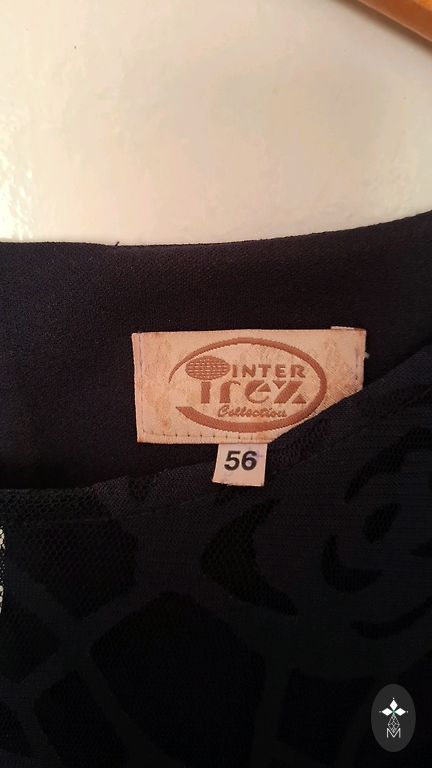 INTER
irez
Collection
56
M